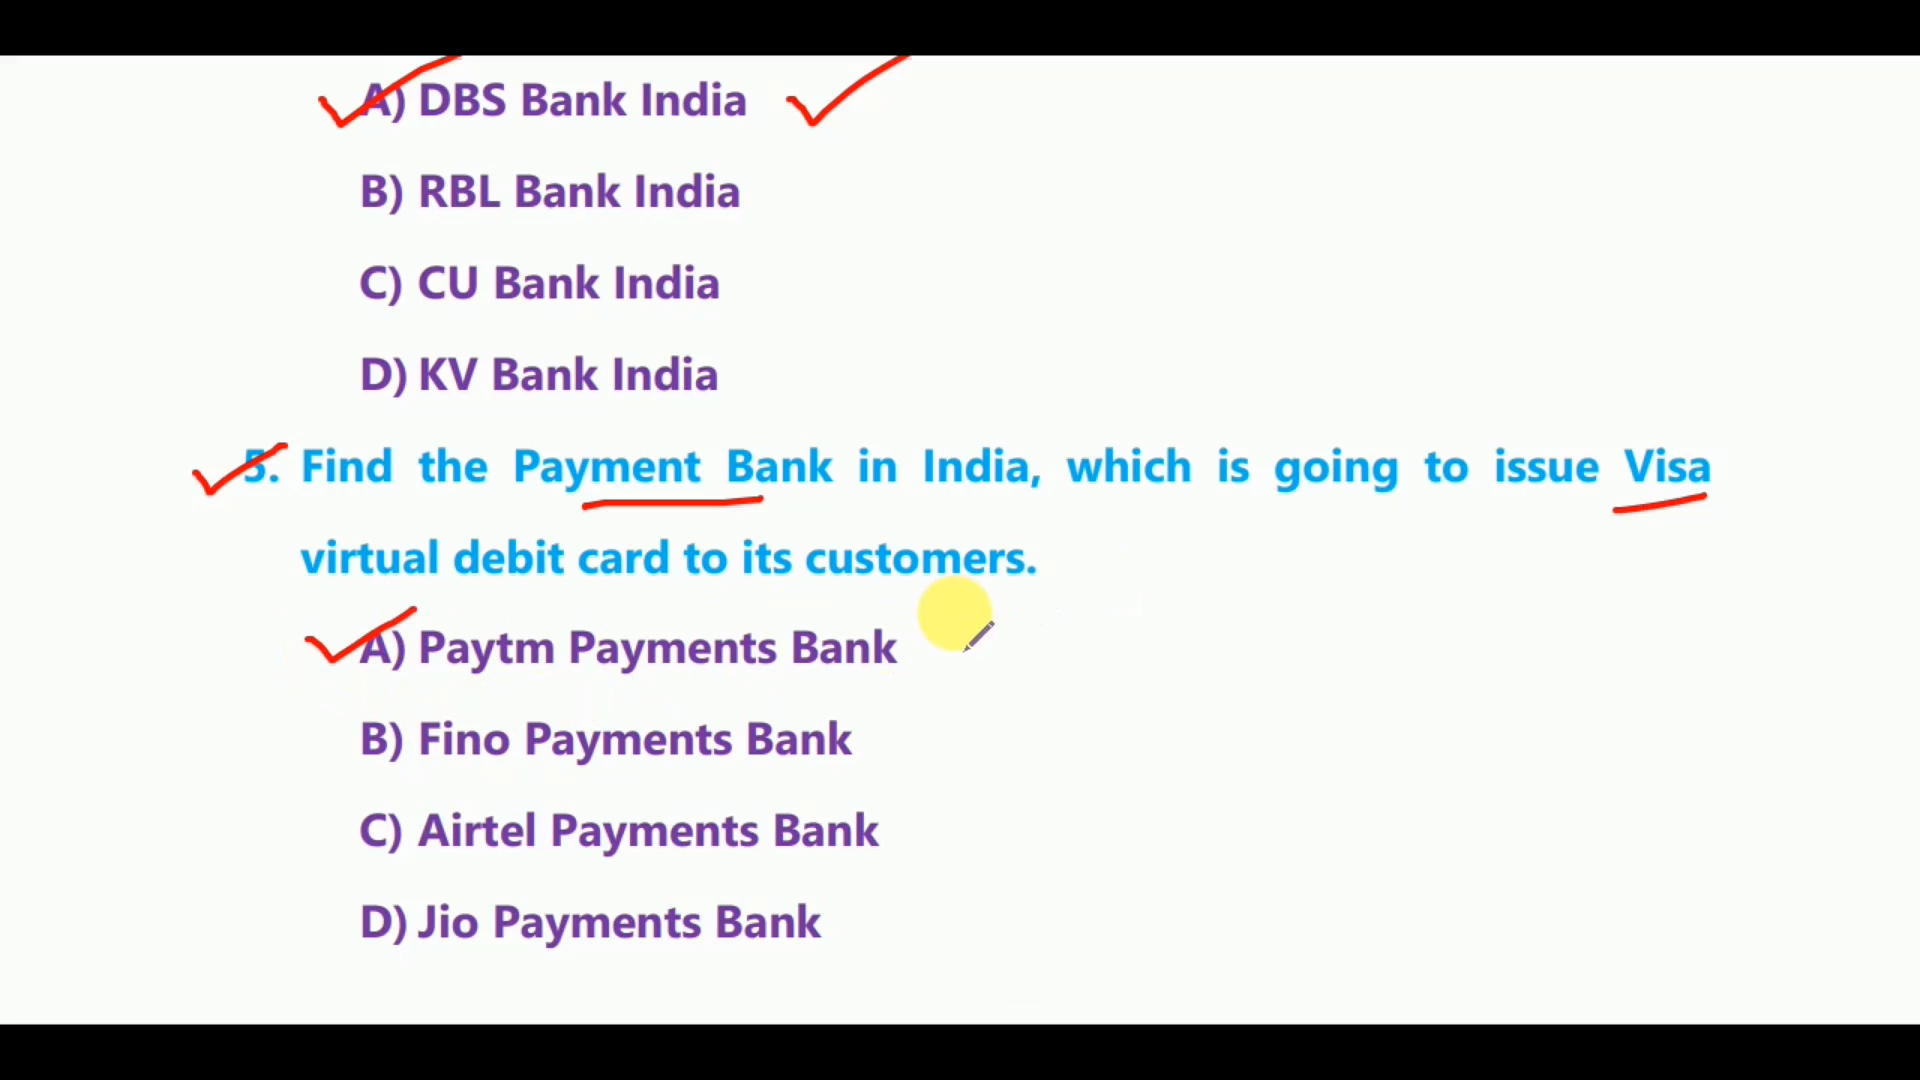 A) DBS Bank India
B) RBL Bank India
C) CU Bank India
D) KV Bank India
5. Find the Payment Bank in India, which is going to issue Visa
virtual debit card to its customers.
A) Paytm Payments Bank
B) Fino Payments Bank
C) Airtel Payments Bank
D) Jio Payments Bank